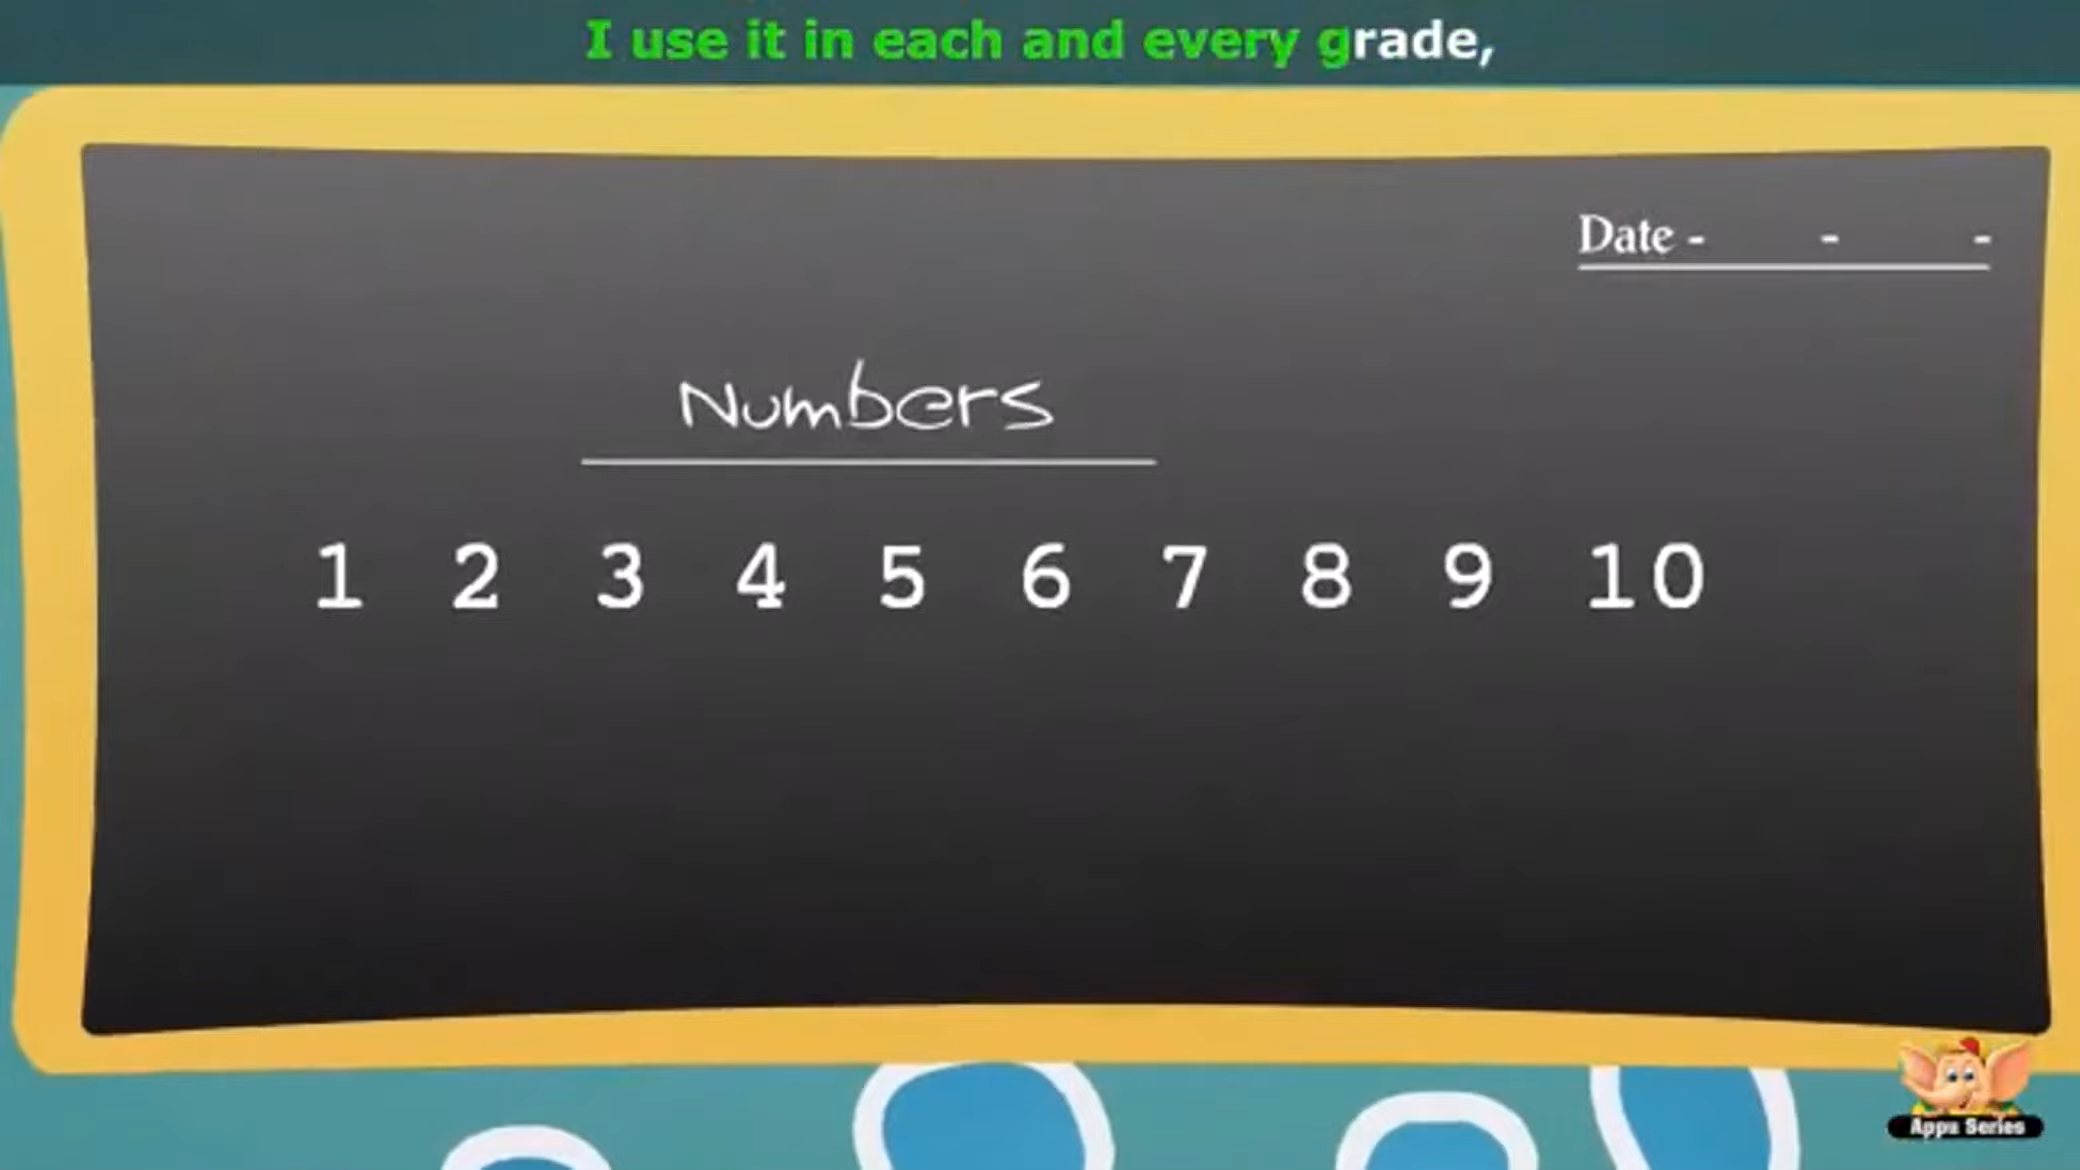 I use it in each and every grade,
Date - - -
Numbers
1 2 3 4 5 6 7 8 9 10
Appu Series